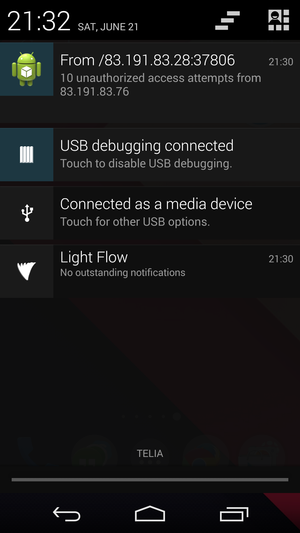 21:32 SAT, JUNE 21
From /83.191.83.28:37806 21:30
10 unauthorized access attempts from
83.191.83.76
USB debugging connected
Touch to disable USB debugging.
Connected as a media device
Touch for other USB options.
Light Flow 21:30
No outstanding notifications
TELIA